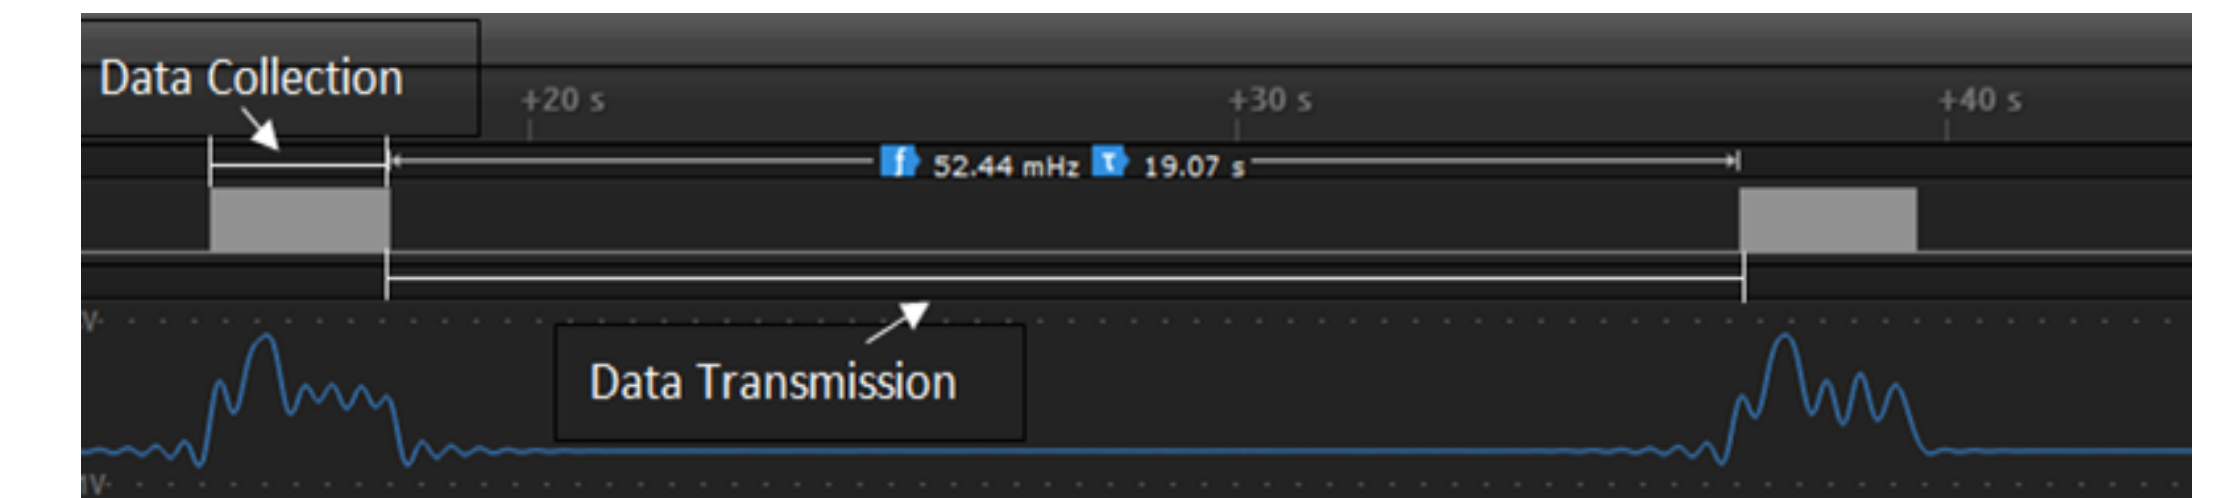 Data Collection
+20 s
+30 s
+40 s
f 52.44 mHz τ 19.07 s
V
Data Transmission
V